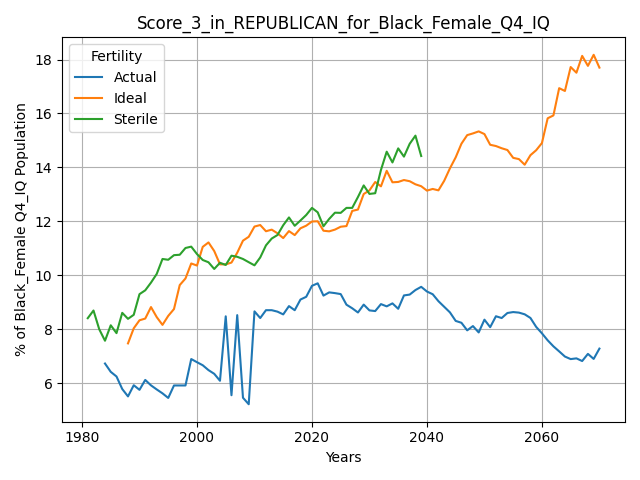 Score_3_in_REPUBLICAN_for_Black_Female_Q4_IQ
Fertility
Actual
Ideal
Sterile
% of Black_Female Q4_IQ Population
18
16
14
12
10
8
6
1980
2000
2020
2040
2060
Years